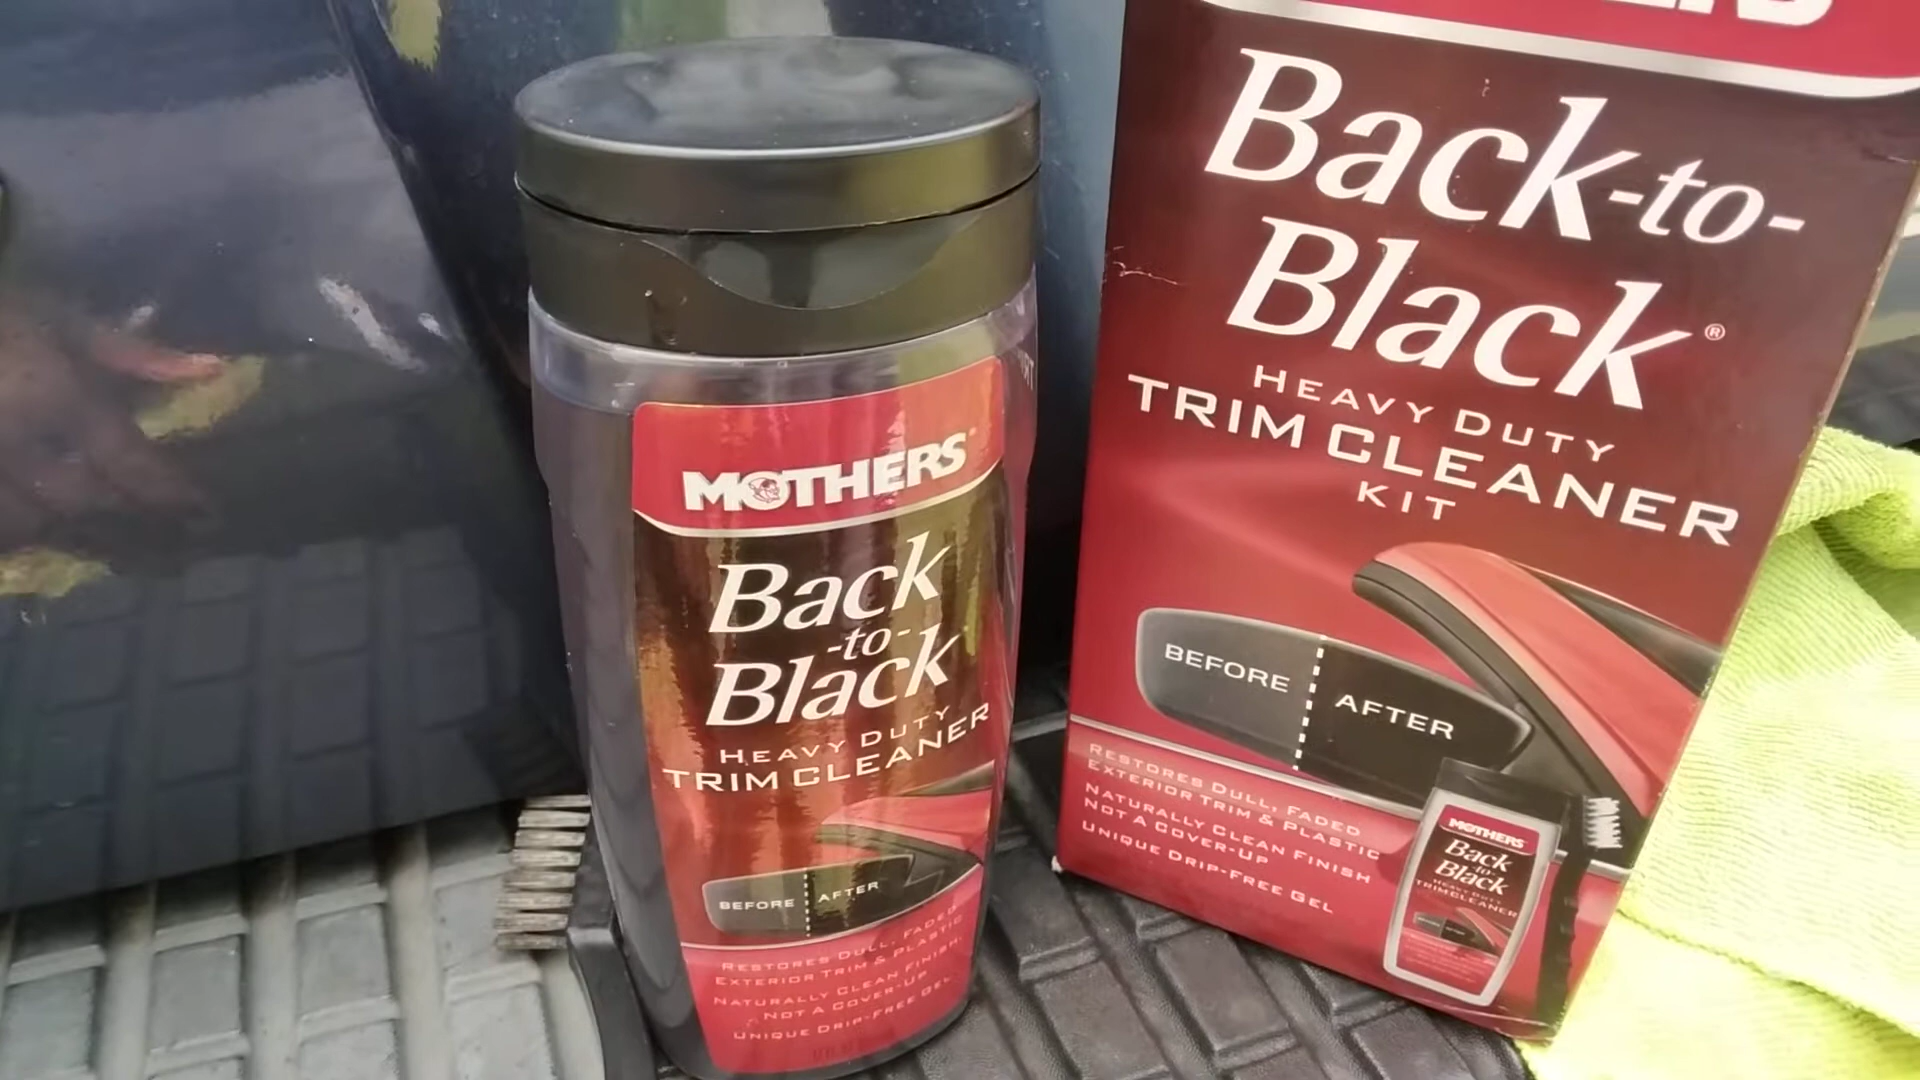 MOTHERS
Back
-to-
Black
HEAVY DUTY
TRIM CLEANER
BEFORE
AFTER
RESTORES DULL, FADED
EXTERIOR TRIM & PLASTIC
NATURALLY CLEAN FINISH,
NOT A COVER-UP
UNIQUE DRIP-FREE GEL
Back-to-
Black®
HEAVY DUTY
TRIM CLEANER
KIT
BEFORE
AFTER
RESTORES DULL, FADED
EXTERIOR TRIM & PLASTIC
NATURALLY CLEAN FINISH
NOT A COVER-UP
UNIQUE DRIP-FREE GEL
MOTHERS
Back
-to-
Black
HEAVY DUTY
TRIM CLEANER